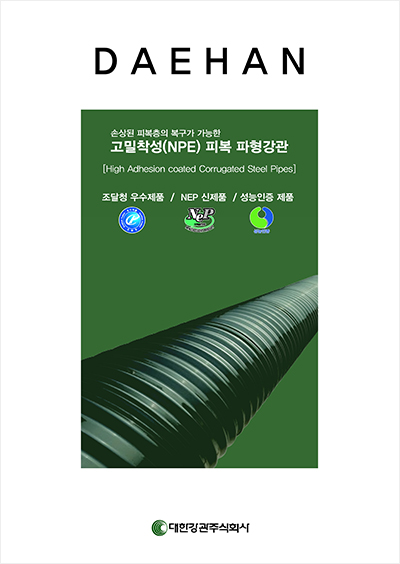 DAEHAN
손상된 피복층의 복구가 가능한
고밀착성(NPE) 피복 파형강관
[High Adhesion coated Corrugated Steel Pipes]
조달청 우수제품 / NEP 신제품 / 성능인증 제품
NeP
대한강관주식회사